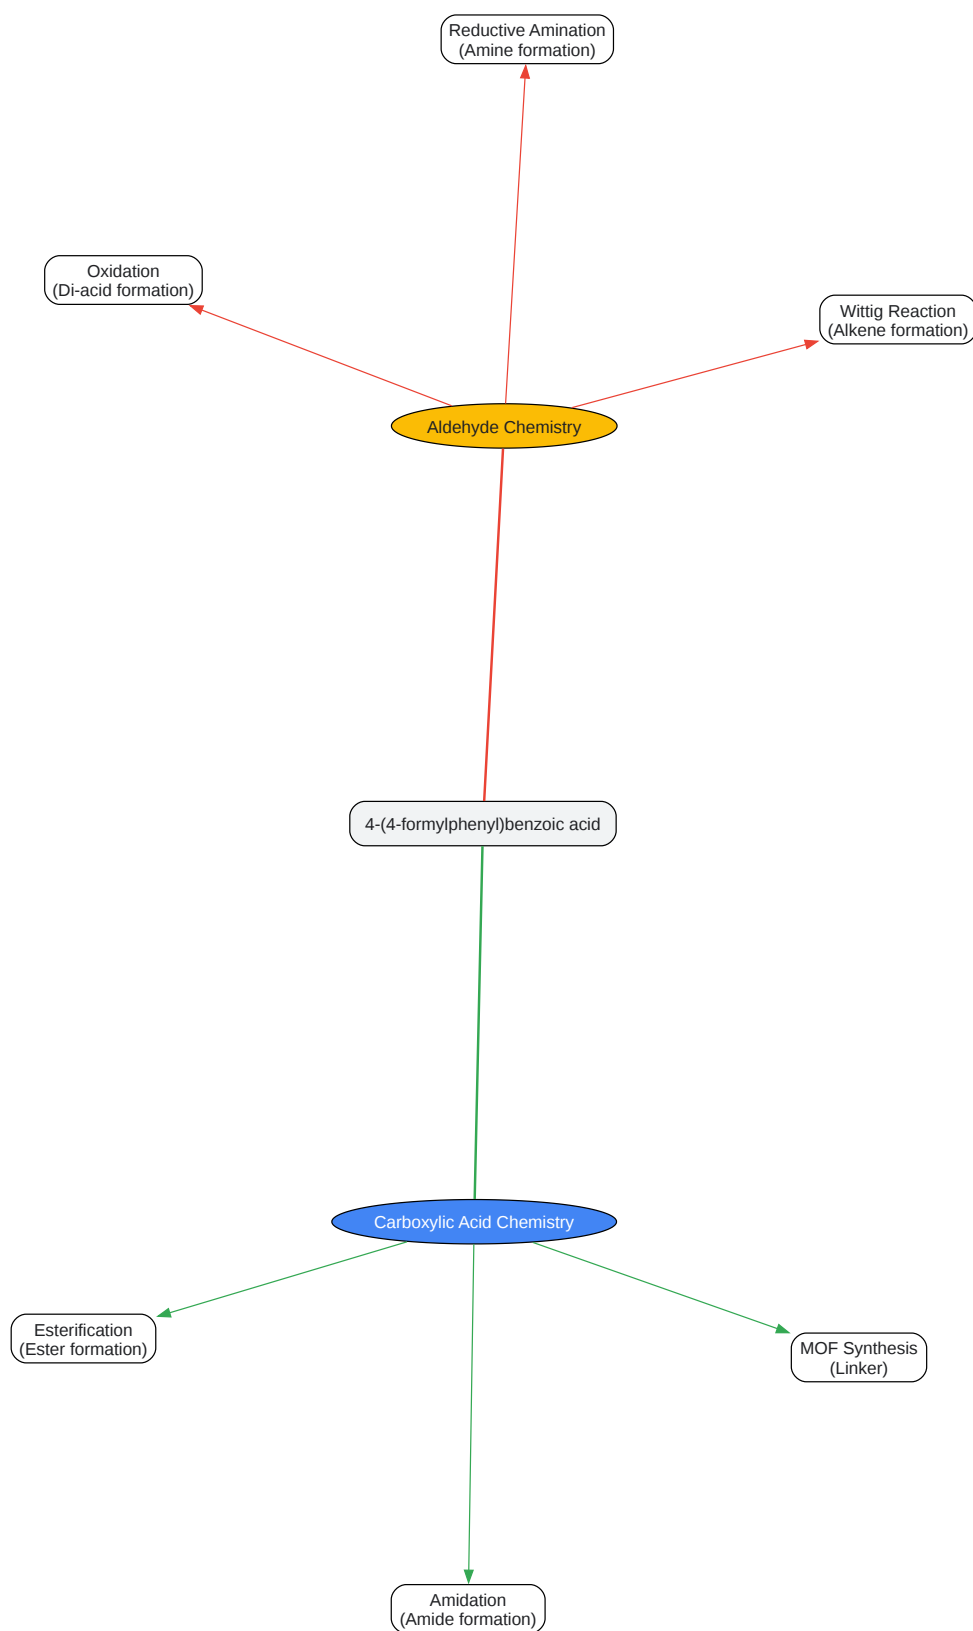 Reductive Amination
(Amine formation)
Oxidation
(Di-acid formation)
Wittig Reaction
(Alkene formation)
Aldehyde Chemistry
4-(4-formylphenyl)benzoic acid
Carboxylic Acid Chemistry
Esterification
(Ester formation)
MOF Synthesis
(Linker)
Amidation
(Amide formation)